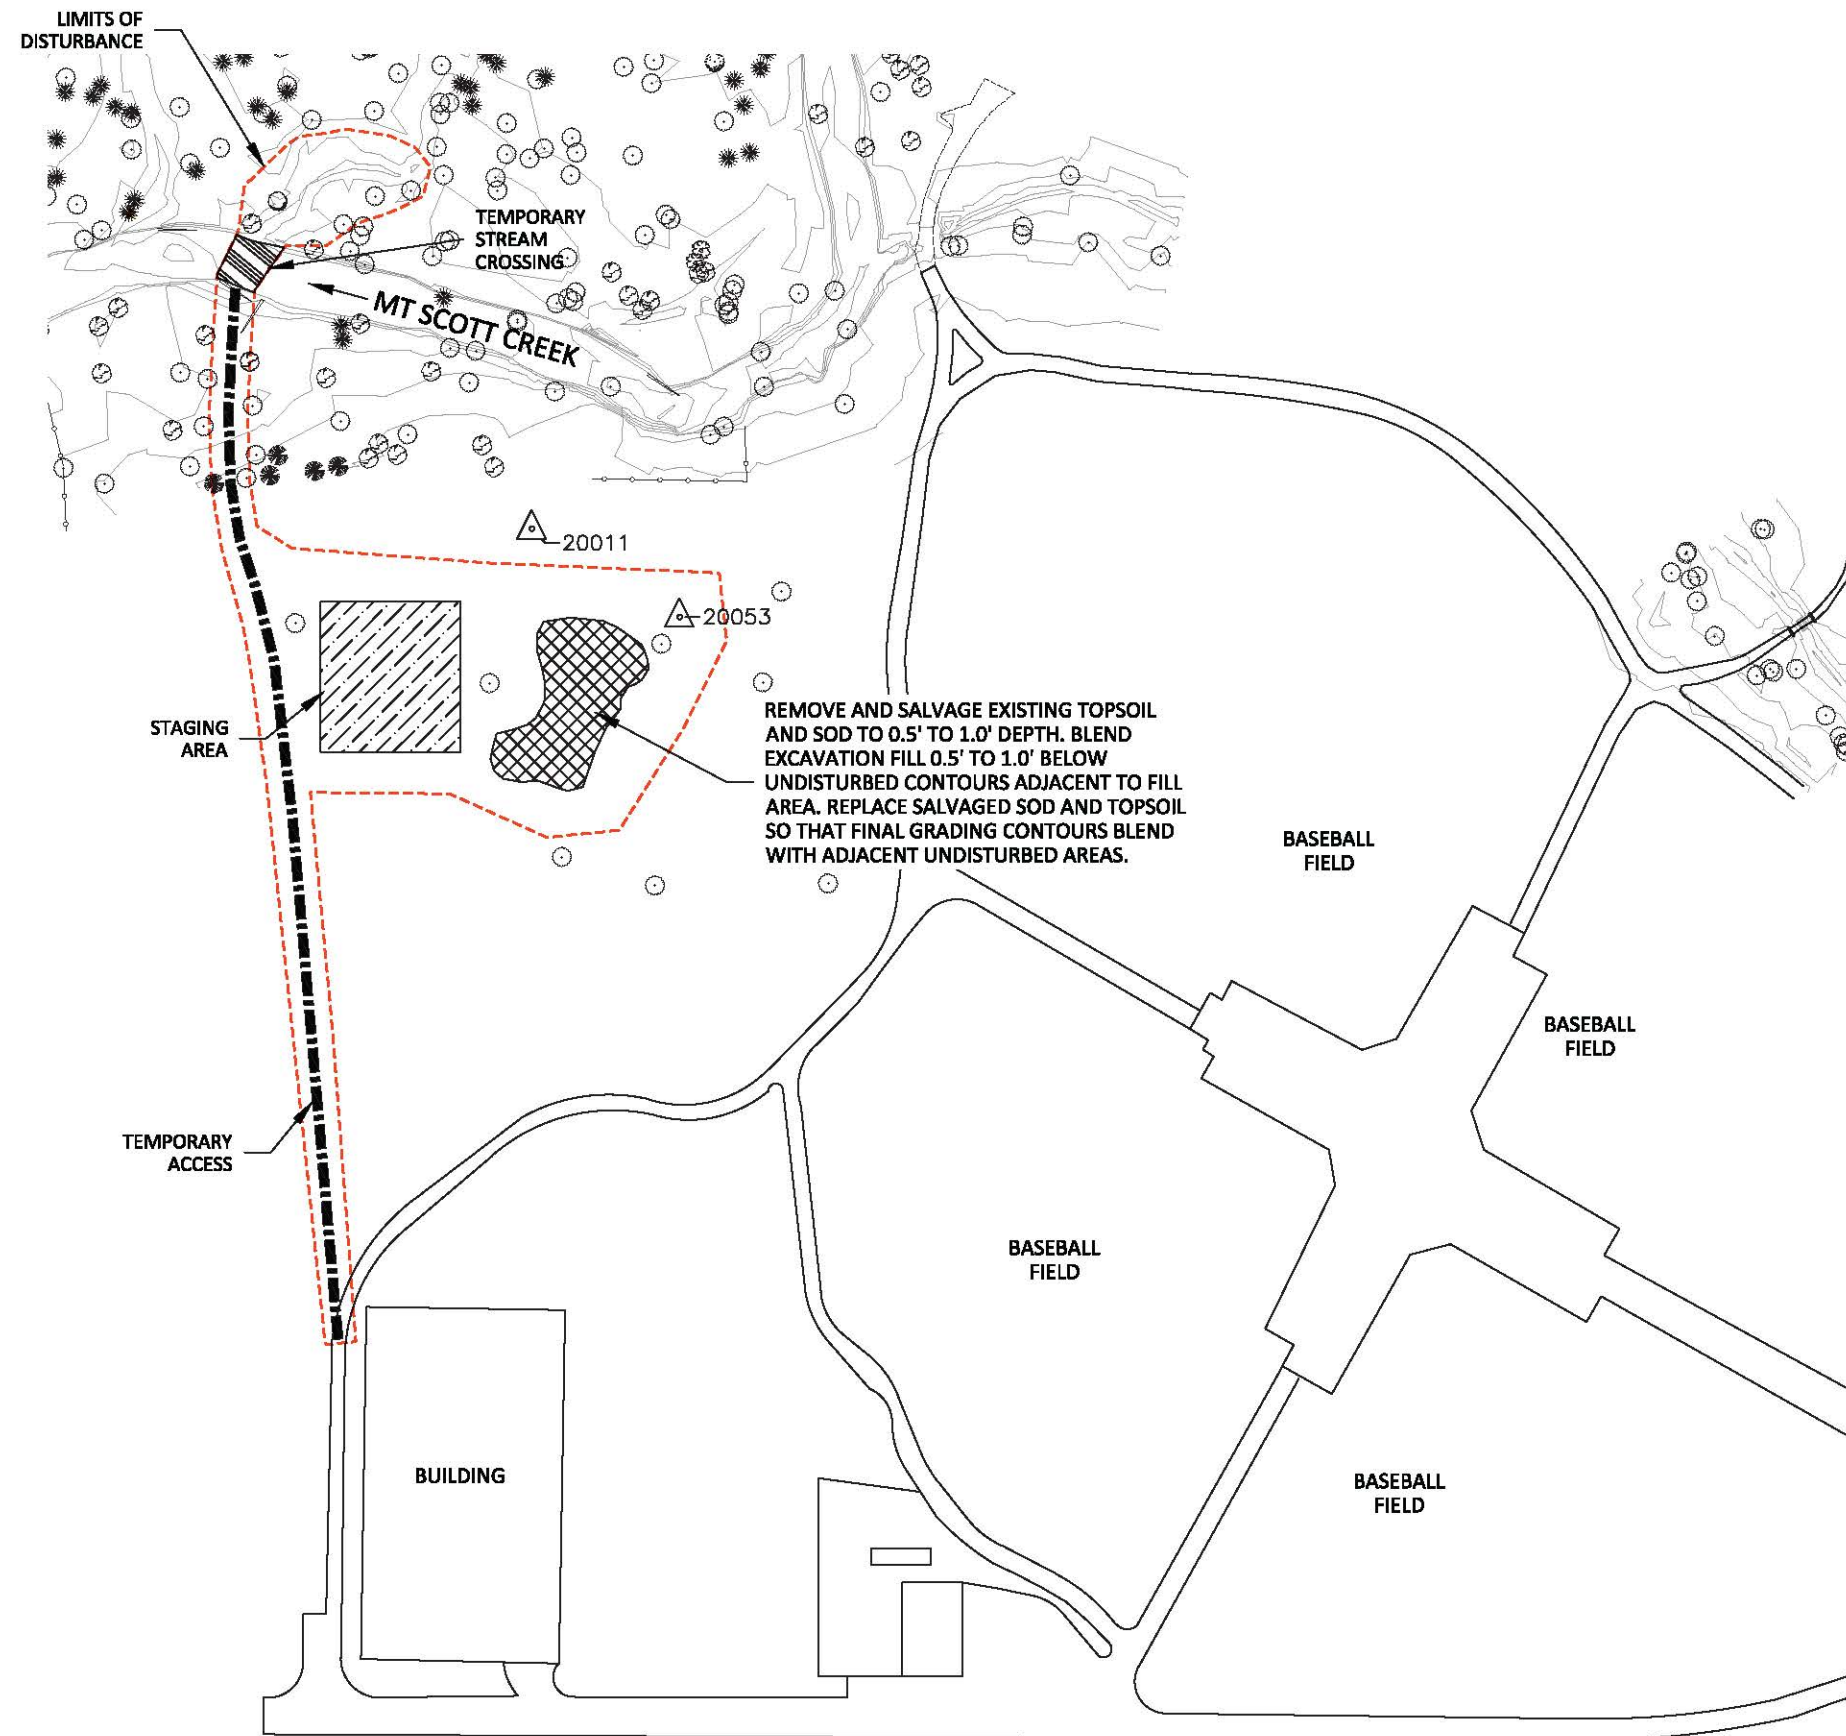 LIMITS OF
DISTURBANCE
TEMPORARY
STREAM
CROSSING
MT SCOTT CREEK
20011
20053
STAGING
AREA
REMOVE AND SALVAGE EXISTING TOPSOIL
AND SOD TO 0.5' TO 1.0' DEPTH. BLEND
EXCAVATION FILL 0.5' TO 1.0' BELOW
UNDISTURBED CONTOURS ADJACENT TO FILL
AREA. REPLACE SALVAGED SOD AND TOPSOIL
SO THAT FINAL GRADING CONTOURS BLEND
WITH ADJACENT UNDISTURBED AREAS.
BASEBALL
FIELD
BASEBALL
FIELD
TEMPORARY
ACCESS
BASEBALL
FIELD
BUILDING
BASEBALL
FIELD